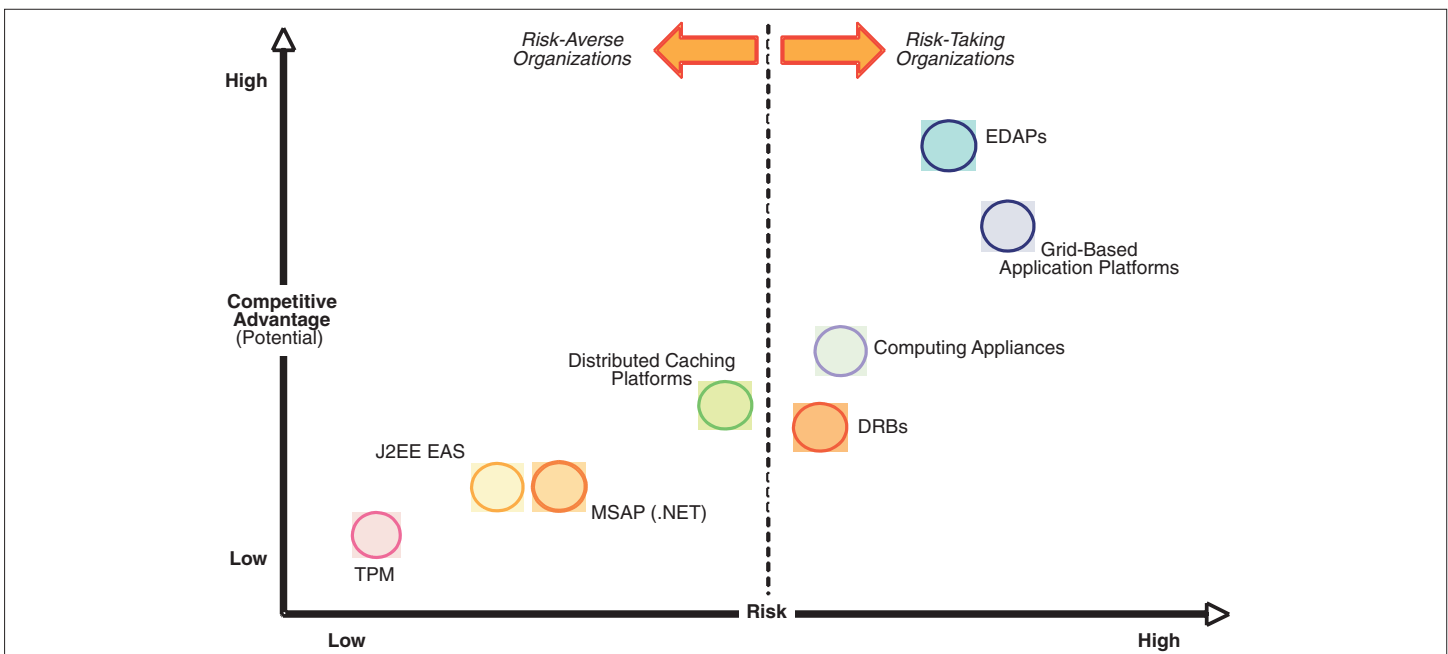 Risk-Averse
Organizations
Risk-Taking
Organizations
High
EDAPs
Grid-Based
Application Platforms
Competitive
Advantage
(Potential)
Computing Appliances
Distributed Caching
Platforms
DRBs
J2EE EAS
MSAP (.NET)
Low
TPM
Risk
Low
High